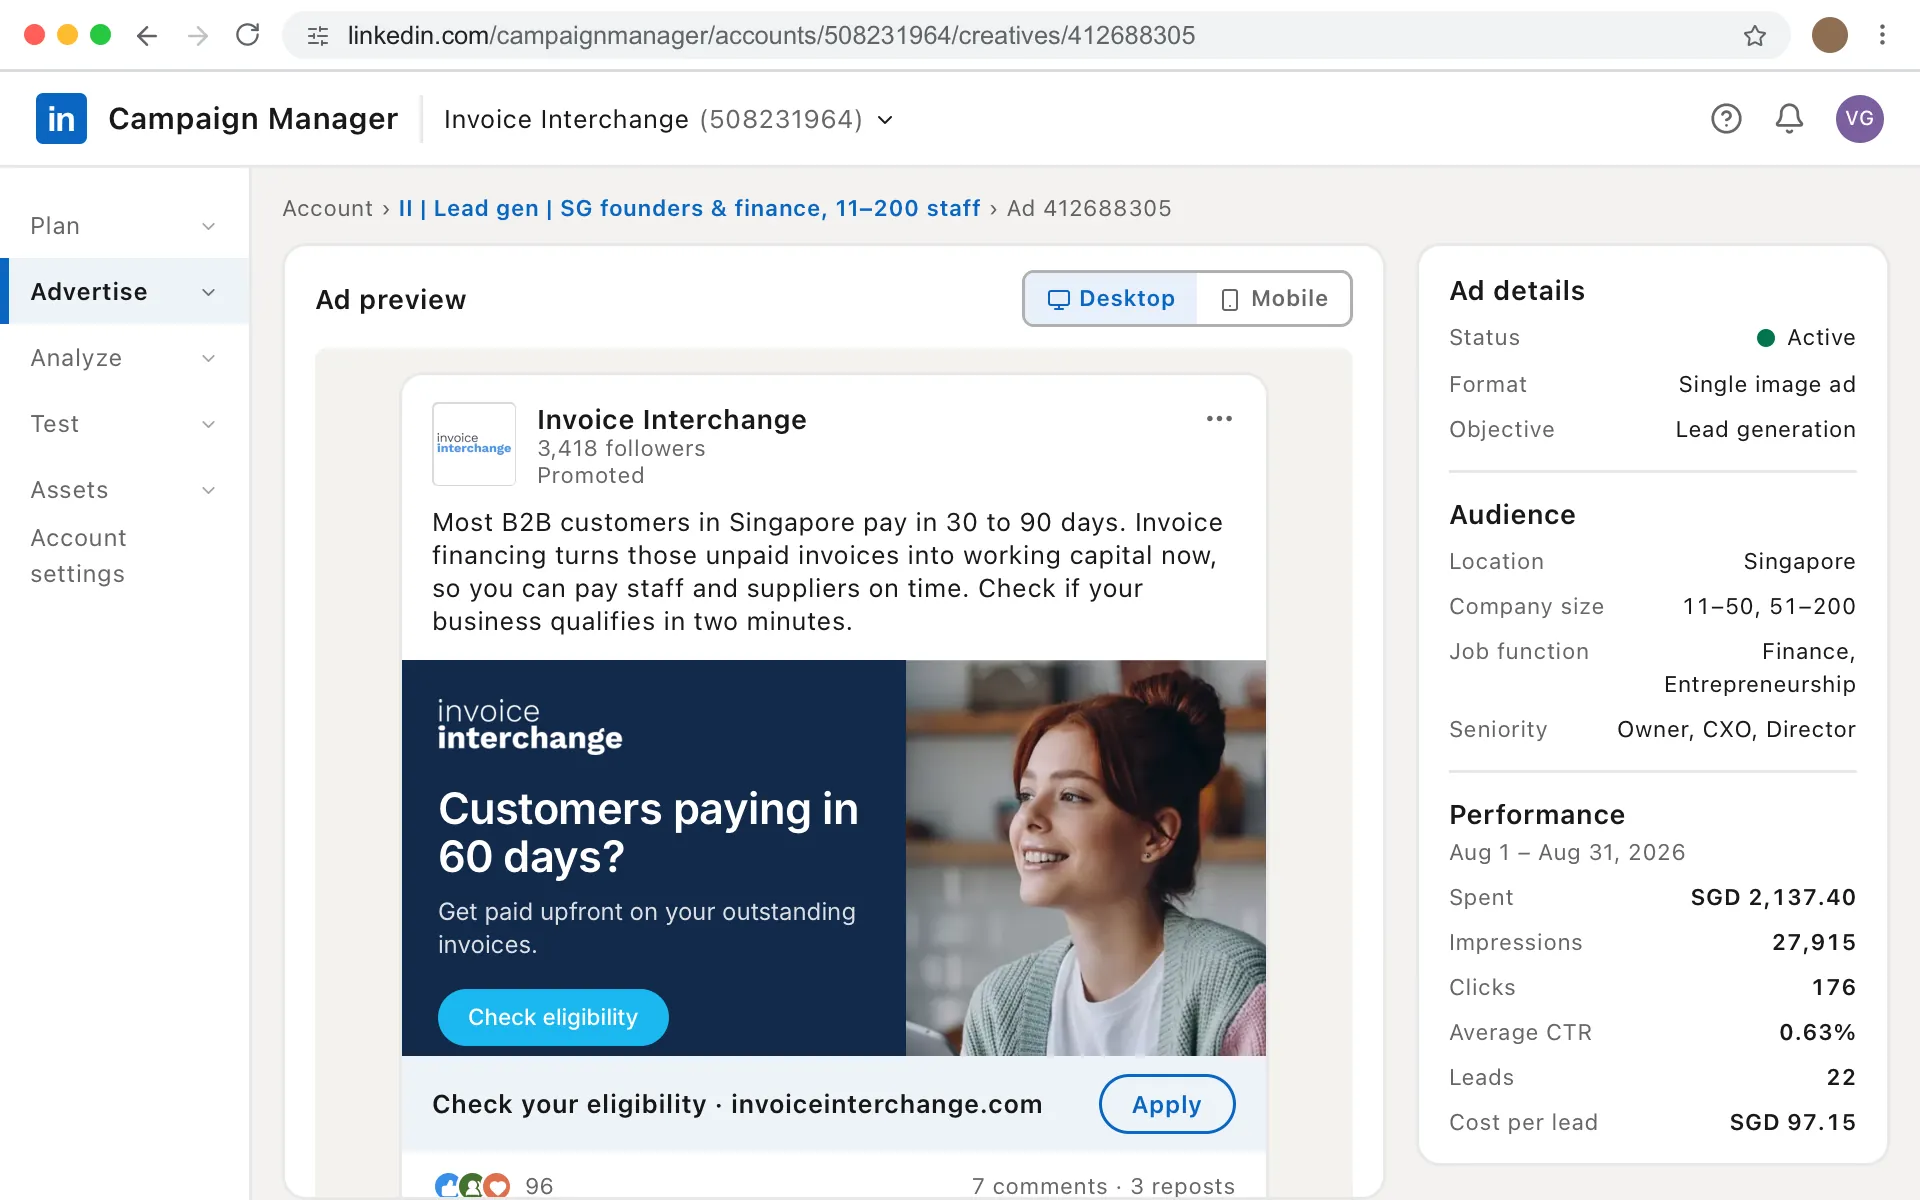 linkedin.com/campaignmanager/accounts/508231964/creatives/412688305
in
Campaign Manager
Invoice Interchange (508231964)
VG
Plan
Advertise
Analyze
Test
Assets
Account
settings
Account › II | Lead gen | SG founders & finance, 11–200 staff › Ad 412688305
Ad preview
Desktop
Mobile
invoice
interchange
Invoice Interchange
3,418 followers
Promoted
Most B2B customers in Singapore pay in 30 to 90 days. Invoice
financing turns those unpaid invoices into working capital now,
so you can pay staff and suppliers on time. Check if your
business qualifies in two minutes.
invoice
interchange
Customers paying in
60 days?
Get paid upfront on your outstanding
invoices.
Check eligibility
Check your eligibility · invoiceinterchange.com
Apply
96
7 comments · 3 reposts
Ad details
Status Active
Format Single image ad
Objective Lead generation
Audience
Location Singapore
Company size 11–50, 51–200
Job function Finance,
Entrepreneurship
Seniority Owner, CXO, Director
Performance
Aug 1 – Aug 31, 2026
Spent SGD 2,137.40
Impressions 27,915
Clicks 176
Average CTR 0.63%
Leads 22
Cost per lead SGD 97.15